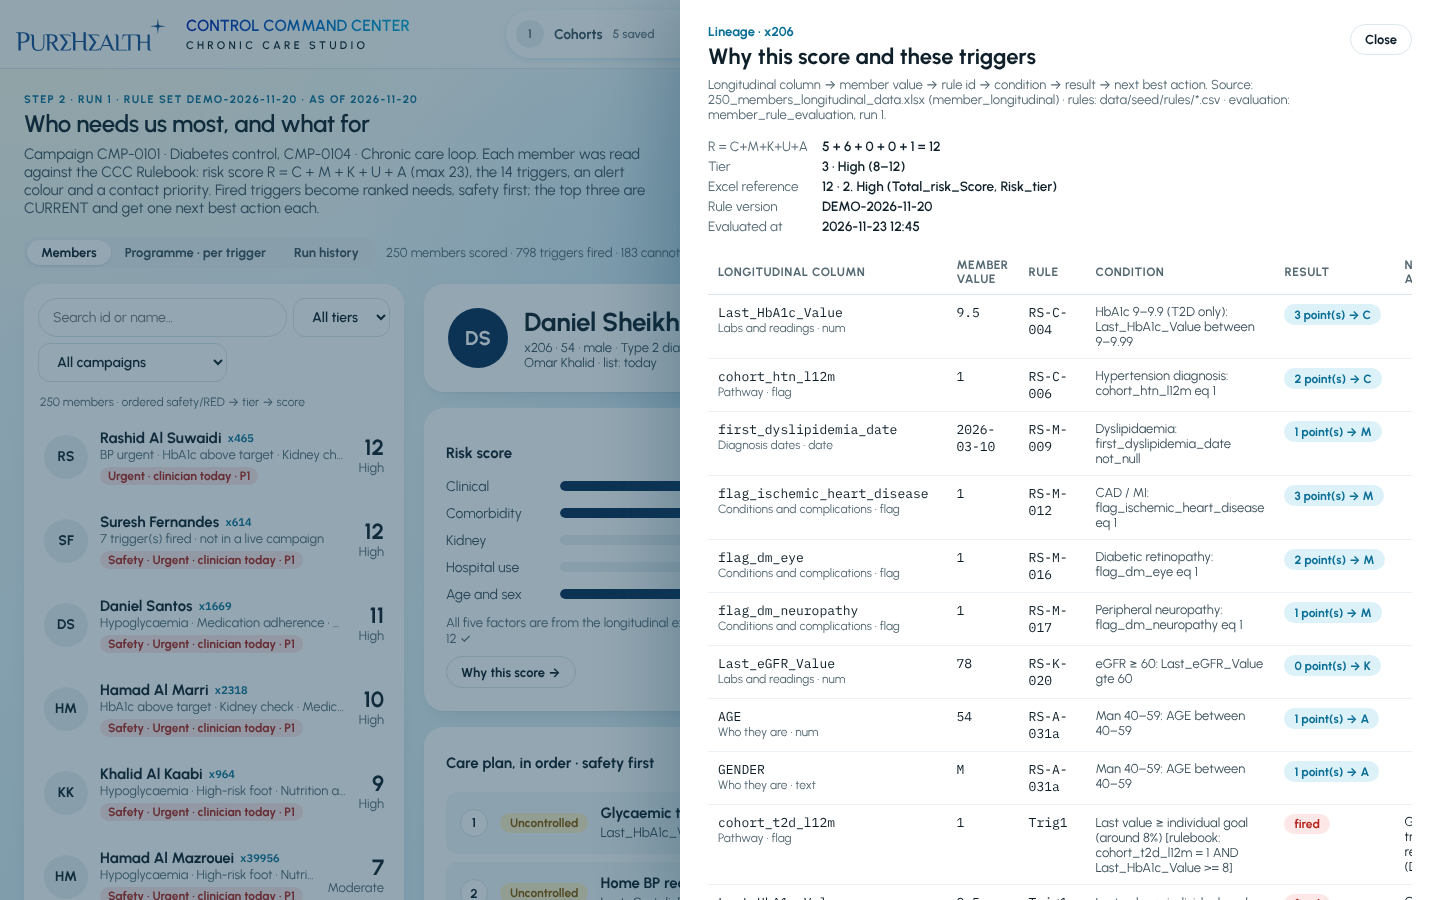 PUREHEALTH
CONTROL COMMAND CENTER
CHRONIC CARE STUDIO
1 Cohorts 5 saved
STEP 2 · RUN 1 · RULE SET DEMO-2026-11-20 · AS OF 2026-11-20
Who needs us most, and what for
Campaign CMP-0101 · Diabetes control, CMP-0104 · Chronic care loop. Each member was read
against the CCC Rulebook: risk score R = C + M + K + U + A (max 23), the 14 triggers, an alert
colour and a contact priority. Fired triggers become ranked needs, safety first; the top three are
CURRENT and get one next best action each.
Members Programme · per trigger Run history 250 members scored · 798 triggers fired · 183 cannot
Search id or name... All tiers
All campaigns
250 members · ordered safety/RED → tier → score
RS Rashid Al Suwaidi x465 12
BP urgent · HbA1c above target · Kidney ch... High
Urgent · clinician today · P1
SF Suresh Fernandes x614 12
7 trigger(s) fired · not in a live campaign High
Safety · Urgent · clinician today · P1
DS Daniel Santos x1669 11
Hypoglycaemia · Medication adherence · ... High
Safety · Urgent · clinician today · P1
HM Hamad Al Marri x2318 10
HbA1c above target · Kidney check · Medic... High
Safety · Urgent · clinician today · P1
KK Khalid Al Kaabi x964 9
Hypoglycaemia · High-risk foot · Nutrition a... High
Safety · Urgent · clinician today · P1
HM Hamad Al Mazrouei x39956 7
Hypoglycaemia · High-risk foot · Nutri... Moderate
Safety · Urgent · clinician today · P1
DS Daniel Sheikh
x206 · 54 · male · Type 2 dia
Omar Khalid · list: today
Risk score
Clinical
Comorbidity
Kidney
Hospital use
Age and sex
All five factors are from the longitudinal e
12 ✓
Why this score →
Care plan, in order · safety first
1 Uncontrolled Glycaemic t
Last_HbA1c_V
2 Uncontrolled Home BP re
Lineage · x206
Why this score and these triggers
Close
Longitudinal column → member value → rule id → condition → result → next best action. Source:
250_members_longitudinal_data.xlsx (member_longitudinal) · rules: data/seed/rules/*.csv · evaluation:
member_rule_evaluation, run 1.
R = C+M+K+U+A 5 + 6 + 0 + 0 + 1 = 12
Tier 3 · High (8–12)
Excel reference 12 · 2. High (Total_risk_Score, Risk_tier)
Rule version DEMO-2026-11-20
Evaluated at 2026-11-23 12:45
LONGITUDINAL COLUMN MEMBER VALUE RULE CONDITION RESULT
Last_HbA1c_Value 9.5 RS-C-004 HbA1c 9–9.9 (T2D only): Last_HbA1c_Value between 9–9.99 3 point(s) → C
Labs and readings · num
cohort_htn_l12m 1 RS-C-006 Hypertension diagnosis: cohort_htn_l12m eq 1 2 point(s) → C
Pathway · flag
first_dyslipidemia_date 2026-03-10 RS-M-009 Dyslipidaemia: first_dyslipidemia_date not_null 1 point(s) → M
Diagnosis dates · date
flag_ischemic_heart_disease 1 RS-M-012 CAD / MI: flag_ischemic_heart_disease eq 1 3 point(s) → M
Conditions and complications · flag
flag_dm_eye 1 RS-M-016 Diabetic retinopathy: flag_dm_eye eq 1 2 point(s) → M
Conditions and complications · flag
flag_dm_neuropathy 1 RS-M-017 Peripheral neuropathy: flag_dm_neuropathy eq 1 1 point(s) → M
Conditions and complications · flag
Last_eGFR_Value 78 RS-K-020 eGFR ≥ 60: Last_eGFR_Value gte 60 0 point(s) → K
Labs and readings · num
AGE 54 RS-A-031a Man 40–59: AGE between 40–59 1 point(s) → A
Who they are · num
GENDER M RS-A-031a Man 40–59: AGE between 40–59 1 point(s) → A
Who they are · text
cohort_t2d_l12m 1 Trig1 Last value ≥ individual goal (around 8%) [rulebook: cohort_t2d_l12m = 1 AND Last_HbA1c_Value >= 8] fired
Pathway · flag